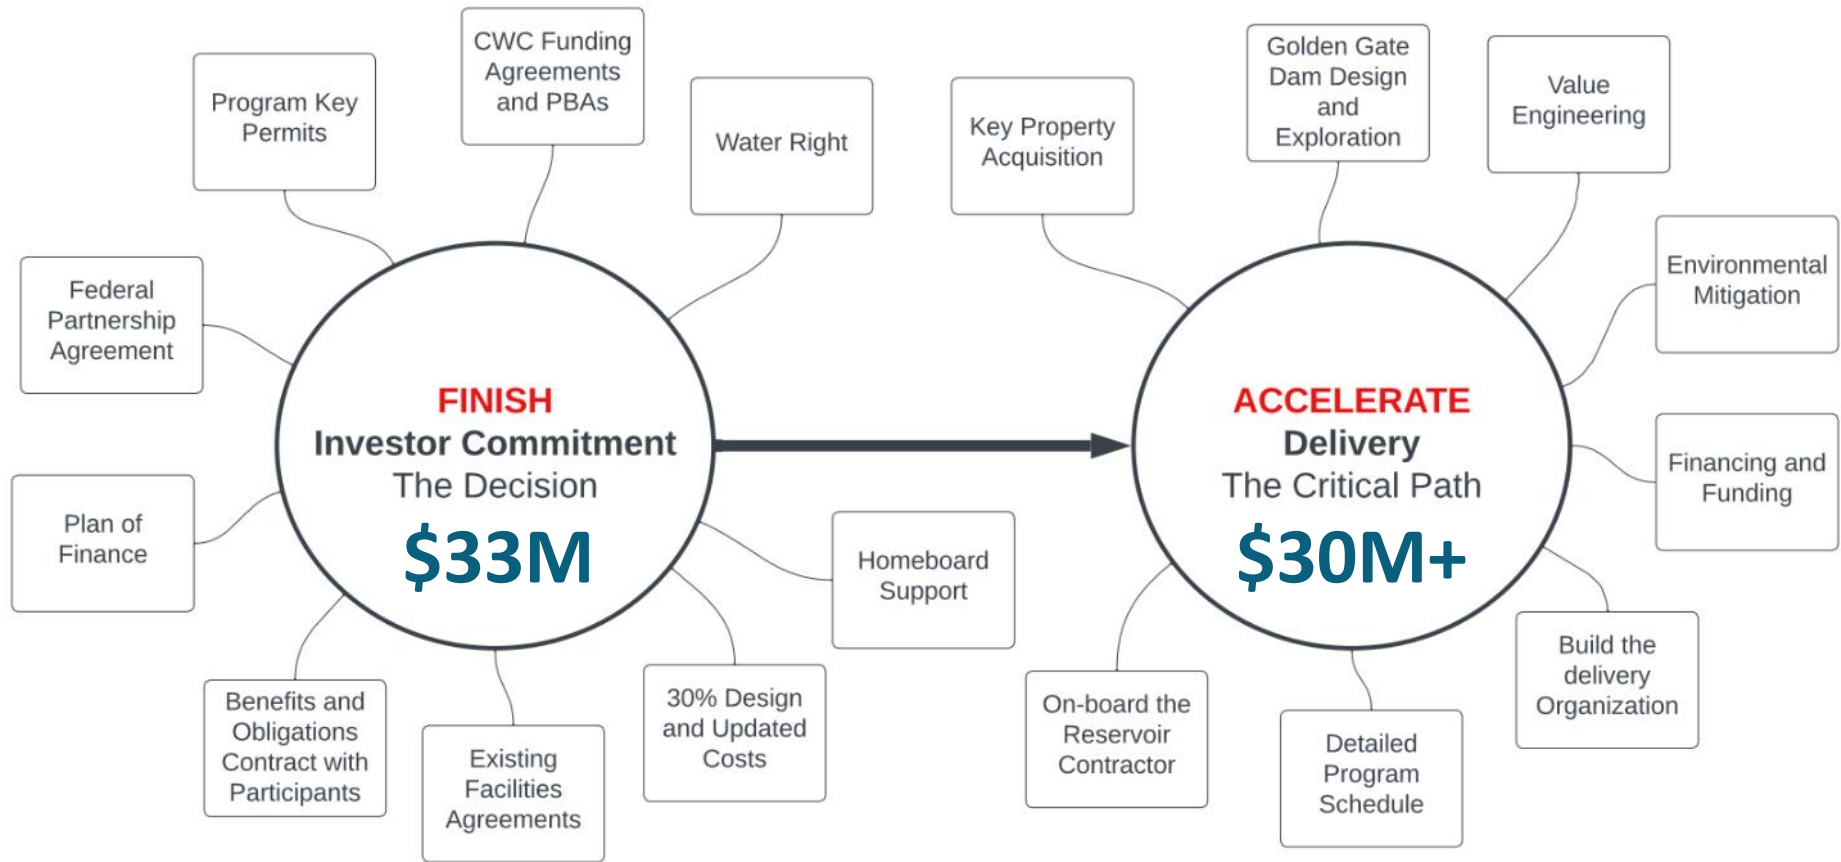 CWC Funding
Agreements
and PBAs
Program Key
Permits
Water Right
Federal
Partnership
Agreement
Plan of
Finance
FINISH
Investor Commitment
The Decision
$33M
Homeboard
Support
Benefits and
Obligations
Contract with
Participants
Existing
Facilities
Agreements
30% Design
and Updated
Costs
Key Property
Acquisition
Golden Gate
Dam Design
and
Exploration
Value
Engineering
Environmental
Mitigation
ACCELERATE
Delivery
The Critical Path
$30M+
Financing and
Funding
Build the
delivery
Organization
On-board the
Reservoir
Contractor
Detailed
Program
Schedule